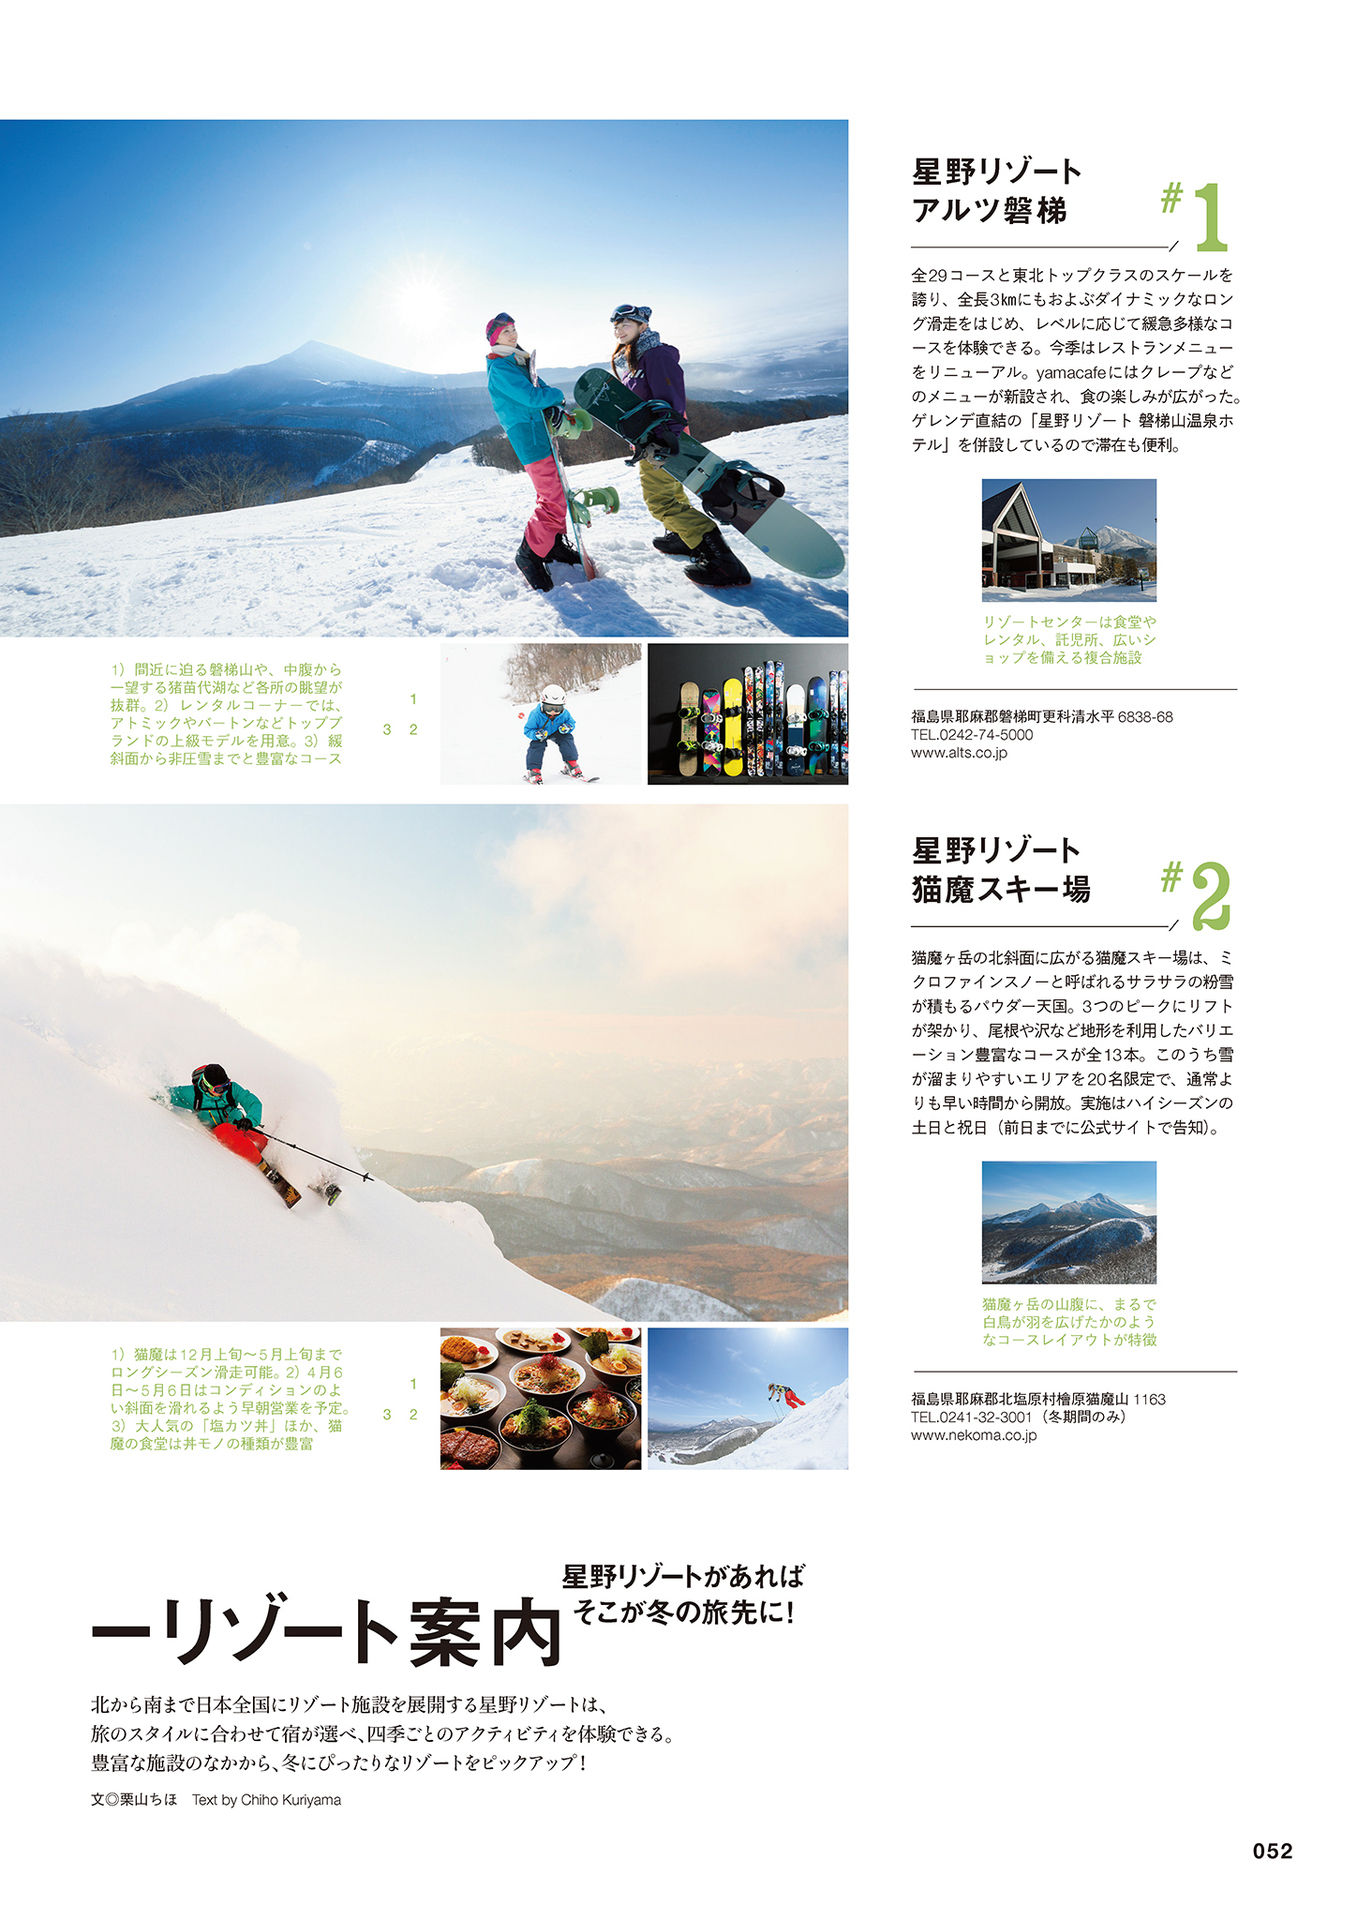 星野リゾート
アルツ磐梯
#1
全29コースと東北トップクラスのスケールを
誇り、全長3㎞にもおよぶダイナミックなロン
グ滑走をはじめ、レベルに応じて緩急多様なコ
ースを体験できる。今季はレストランメニュー
をリニューアル。yamacafeにはクレープなど
のメニューが新設され、食の楽しみが広がった。
ゲレンデ直結の「星野リゾート 磐梯山温泉ホ
テル」を併設しているので滞在も便利。
リゾートセンターは食堂や
レンタル、託児所、広いシ
ョップを備える複合施設
福島県耶麻郡磐梯町更科清水平 6838-68
TEL.0242-74-5000
www.alts.co.jp
1）間近に迫る磐梯山や、中腹から
一望する猪苗代湖など各所の眺望が
抜群。2）レンタルコーナーでは、
アトミックやバートンなどトップブ
ランドの上級モデルを用意。3）緩
斜面から非圧雪までと豊富なコース
1
3 2
星野リゾート
猫魔スキー場
#2
猫魔ヶ岳の北斜面に広がる猫魔スキー場は、ミ
クロファインスノーと呼ばれるサラサラの粉雪
が積もるパウダー天国。3つのピークにリフト
が架かり、尾根や沢など地形を利用したバリエ
ーション豊富なコースが全13本。このうち雪
が溜まりやすいエリアを20名限定で、通常よ
りも早い時間から開放。実施はハイシーズンの
土日と祝日（前日までに公式サイトで告知）。
猫魔ヶ岳の山腹に、まるで
白鳥が羽を広げたかのよう
なコースレイアウトが特徴
福島県耶麻郡北塩原村檜原猫魔山 1163
TEL.0241-32-3001（冬期間のみ）
www.nekoma.co.jp
1）猫魔は12月上旬〜5月上旬まで
ロングシーズン滑走可能。2）4月6
日〜5月6日はコンディションのよ
い斜面を滑れるよう早朝営業を予定。
3）大人気の「塩カツ丼」ほか、猫
魔の食堂は丼モノの種類が豊富
1
3 2
星野リゾートがあれば
そこが冬の旅先に！
ーリゾート案内
北から南まで日本全国にリゾート施設を展開する星野リゾートは、
旅のスタイルに合わせて宿が選べ、四季ごとのアクティビティを体験できる。
豊富な施設のなかから、冬にぴったりなリゾートをピックアップ！
文◎栗山ちほ Text by Chiho Kuriyama
052